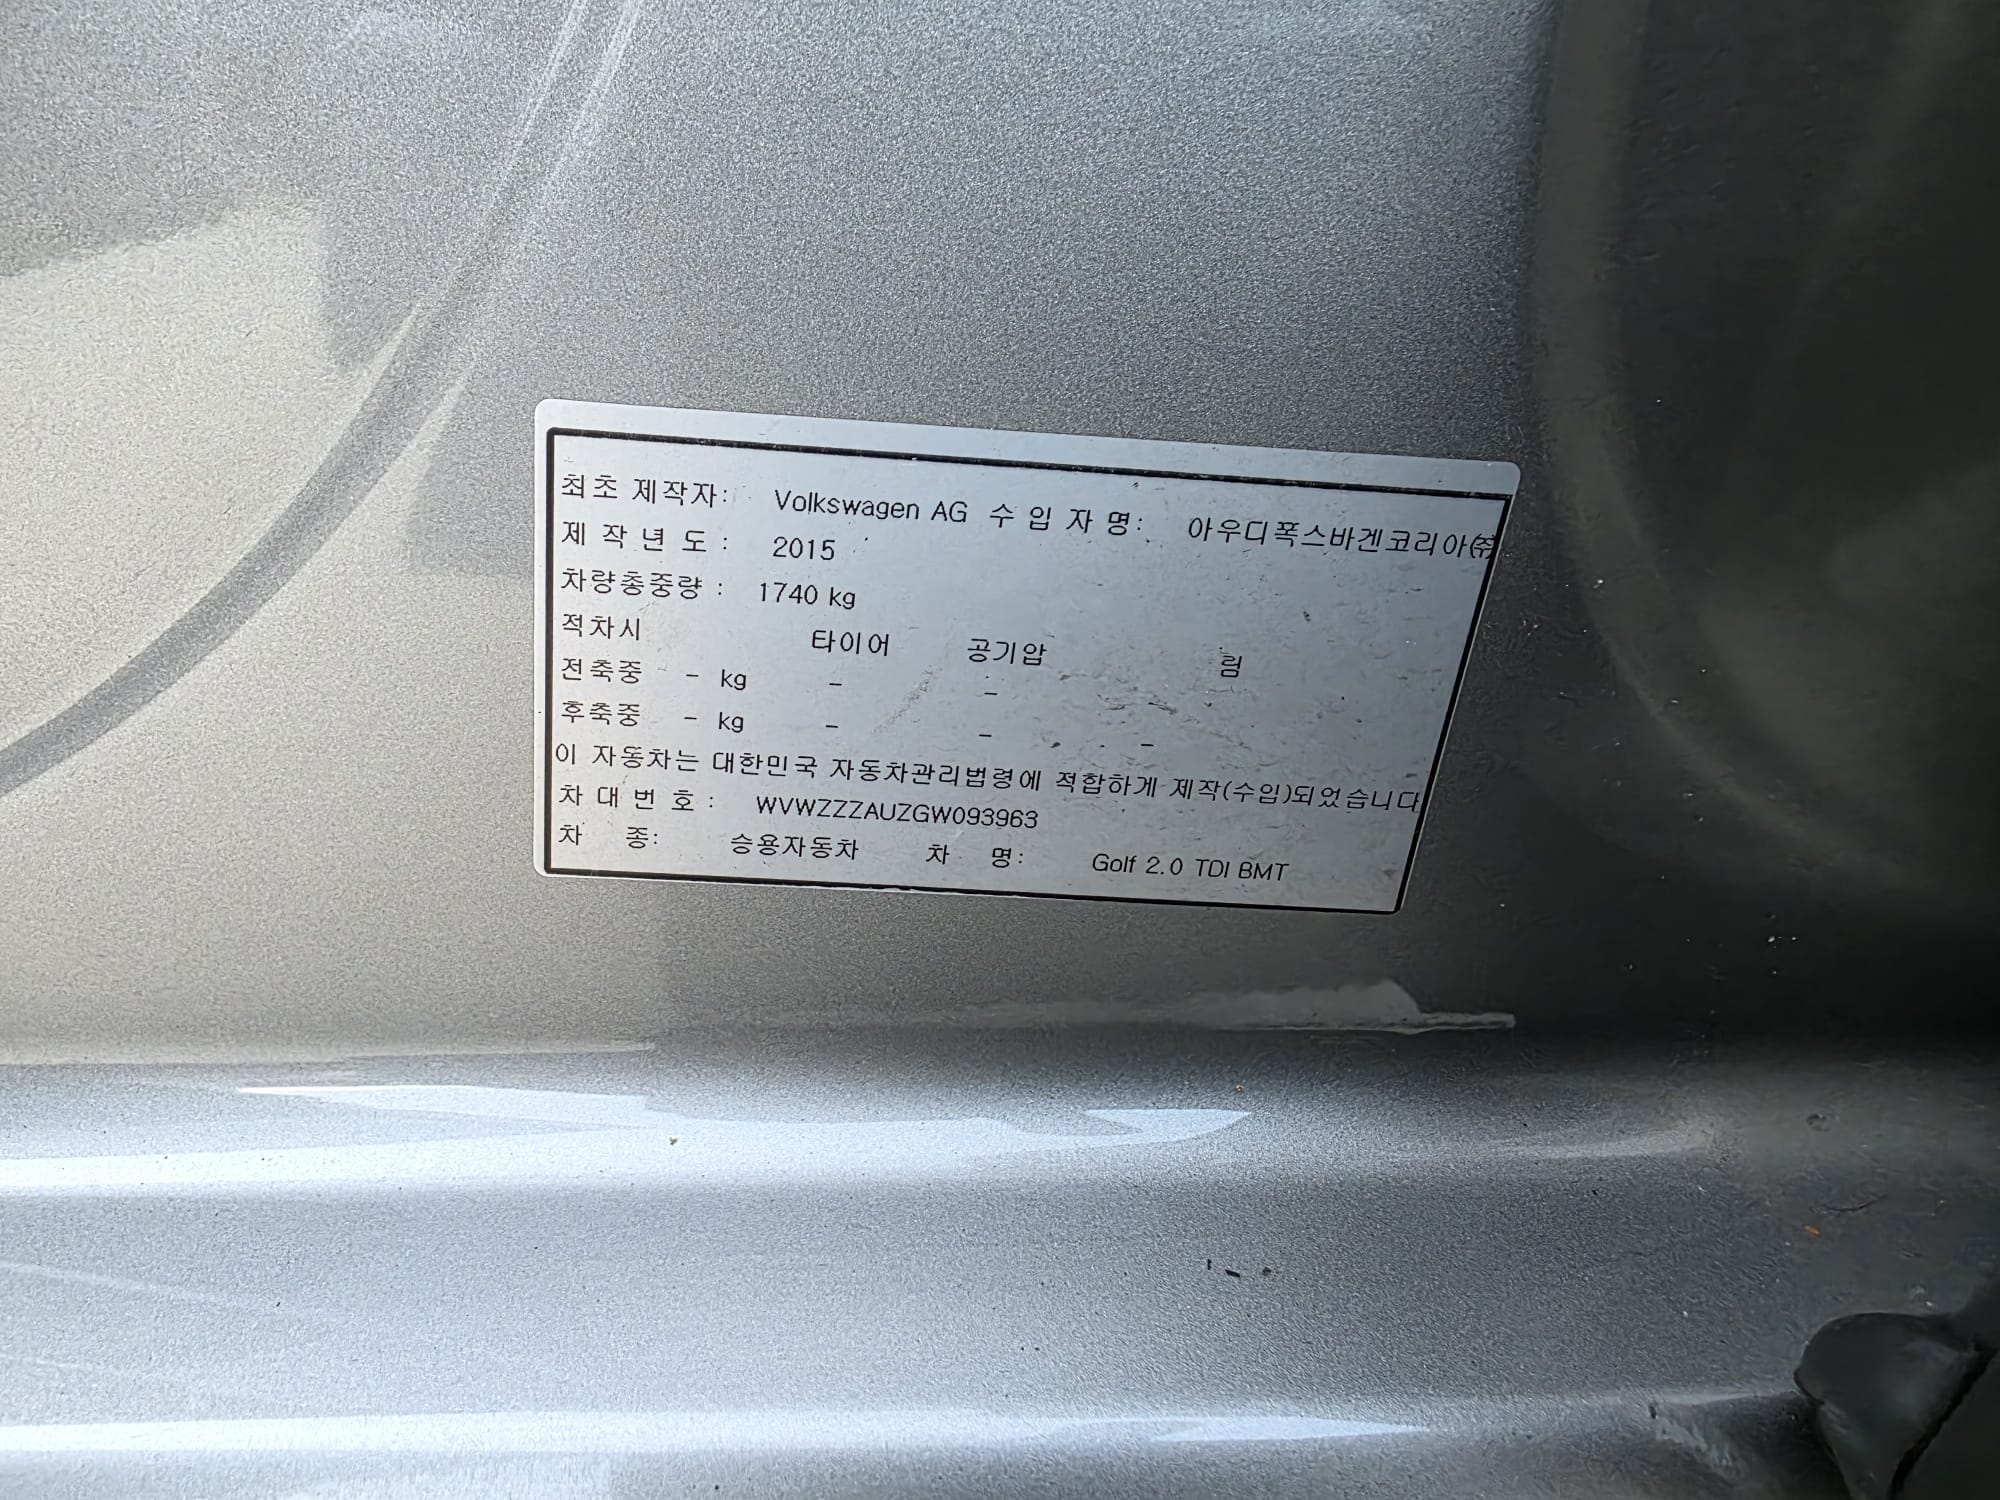 최초 제작자: Volkswagen AG 수 입 자 명: 아우디폭스바겐코리아㈜
제 작 년 도 : 2015
차량총중량 : 1740 kg
적차시 타이어 공기압 림
전축중 - kg - -
후축중 - kg - - -
이 자동차는 대한민국 자동차관리법령에 적합하게 제작(수입)되었습니다
차 대 번 호 : WVWZZZAUZGW093963
차 종: 승용자동차 차 명: Golf 2.0 TDI BMT